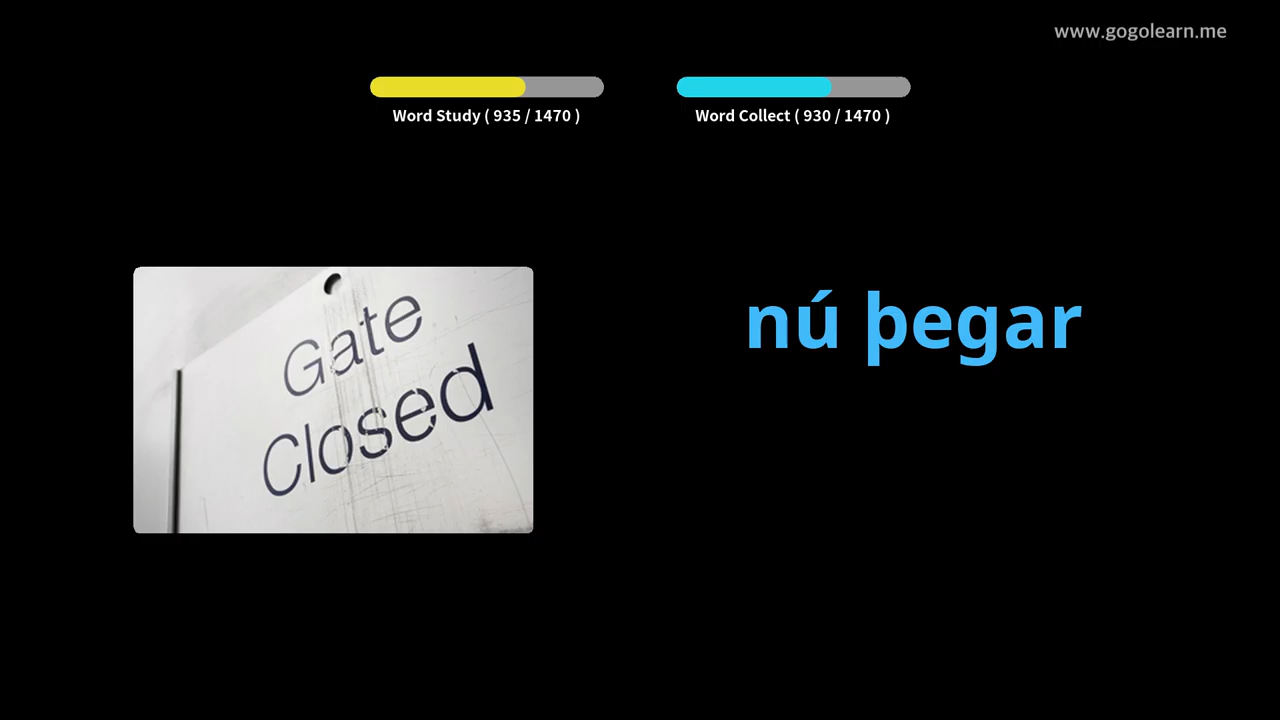 www.gogolearn.me
Word Study ( 935 / 1470 )
Word Collect ( 930 / 1470 )
Gate
Closed
nú þegar